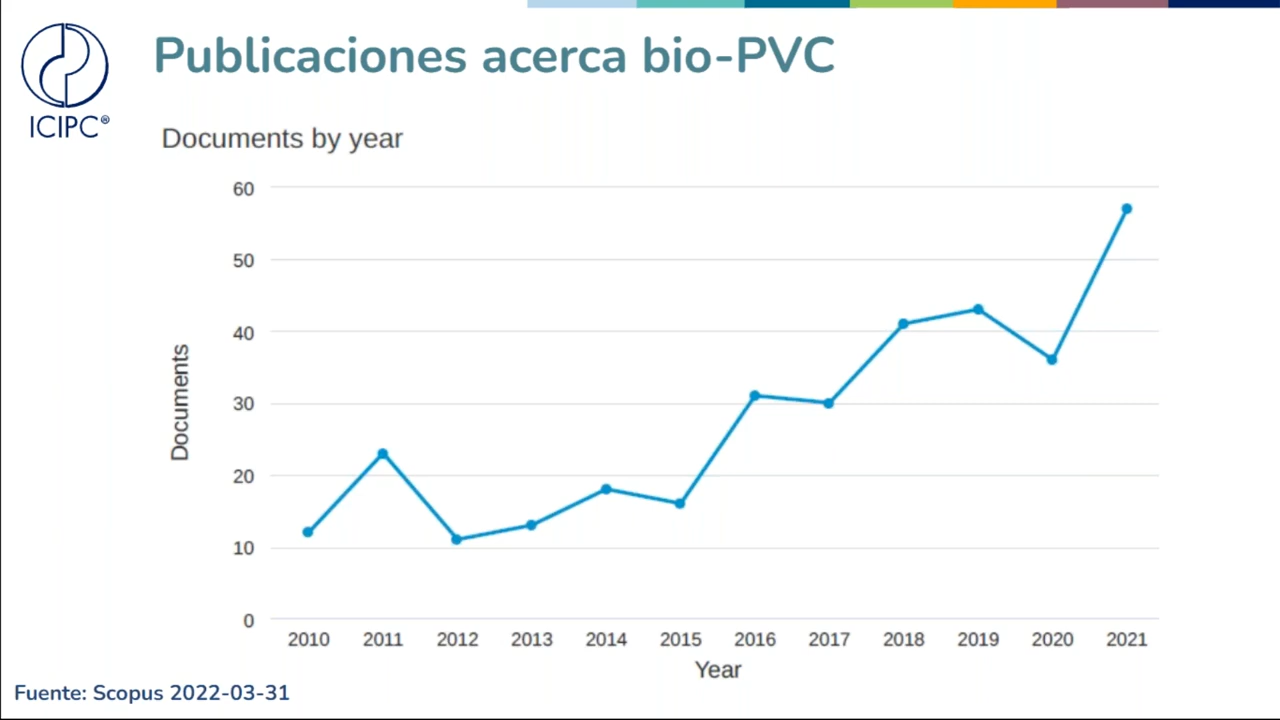 Publicaciones acerca bio-PVC
ICIPC®
Documents by year
60
50
40
30
20
10
0
Documents
2010 2011 2012 2013 2014 2015 2016 2017 2018 2019 2020 2021
Year
Fuente: Scopus 2022-03-31